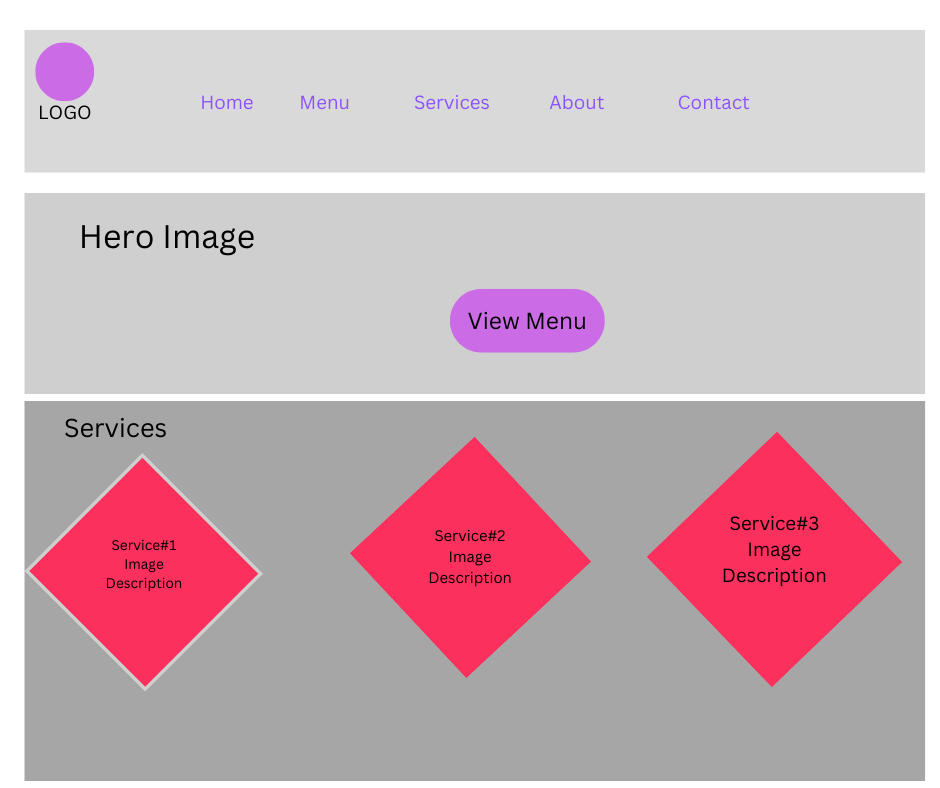 LOGO
Home Menu Services About Contact
Hero Image
View Menu
Services
Service#1
Image
Description
Service#2
Image
Description
Service#3
Image
Description